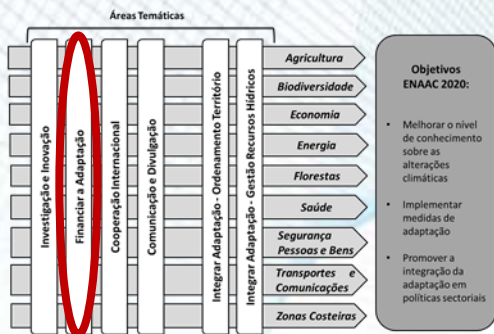 Áreas Temáticas
Investigação e Inovação
Financiar a Adaptação
Cooperação Internacional
Comunicação e Divulgação
Integrar Adaptação - Ordenamento Território
Integrar Adaptação - Gestão Recursos Hídricos
Agricultura
Biodiversidade
Economia
Energia
Florestas
Saúde
Segurança
Pessoas e Bens
Transportes e
Comunicações
Zonas Costeiras
Objetivos
ENAAC 2020:
• Melhorar o nível
de conhecimento
sobre as
alterações
climáticas
• Implementar
medidas de
adaptação
• Promover a
integração da
adaptação em
políticas sectoriais